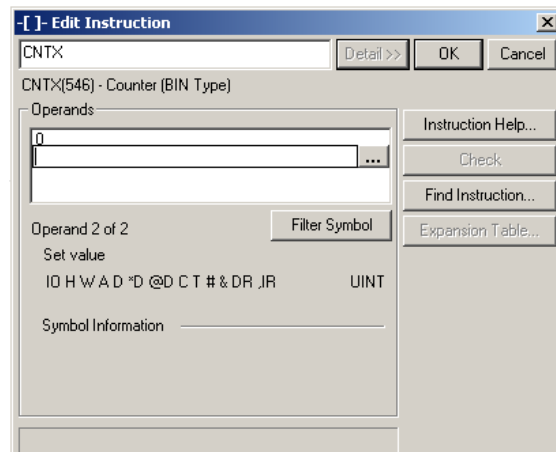 -[ ]- Edit Instruction
CNTX
Detail >>
OK
Cancel
CNTX(546) - Counter (BIN Type)
Operands
0
...
Instruction Help...
Check
Find Instruction...
Expansion Table...
Operand 2 of 2
Filter Symbol
Set value
IO H W A D *D @D C T # & DR ,IR
UINT
Symbol Information